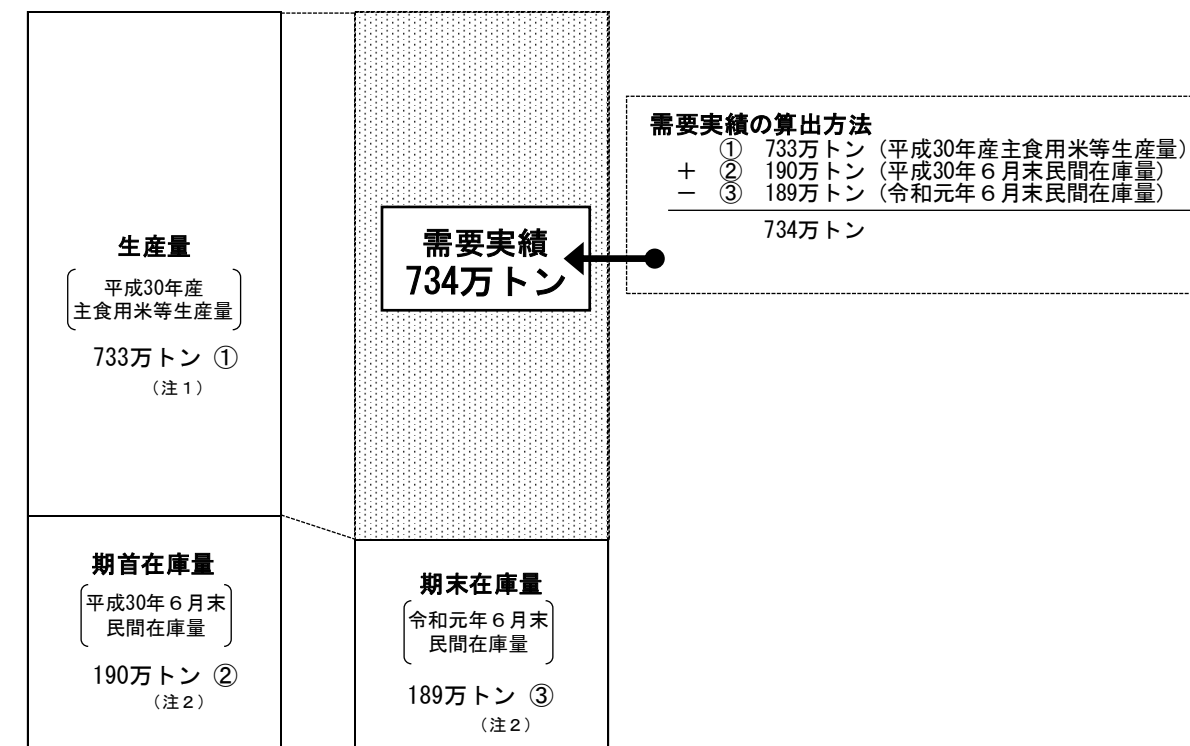 生産量
平成30年産
主食用米等生産量
733万トン ①
（注１）
期首在庫量
平成30年６月末
民間在庫量
190万トン ②
（注２）
需要実績
734万トン
期末在庫量
令和元年６月末
民間在庫量
189万トン ③
（注２）
需要実績の算出方法
① 733万トン（平成30年産主食用米等生産量）
＋ ② 190万トン（平成30年６月末民間在庫量）
－ ③ 189万トン（令和元年６月末民間在庫量）
734万トン